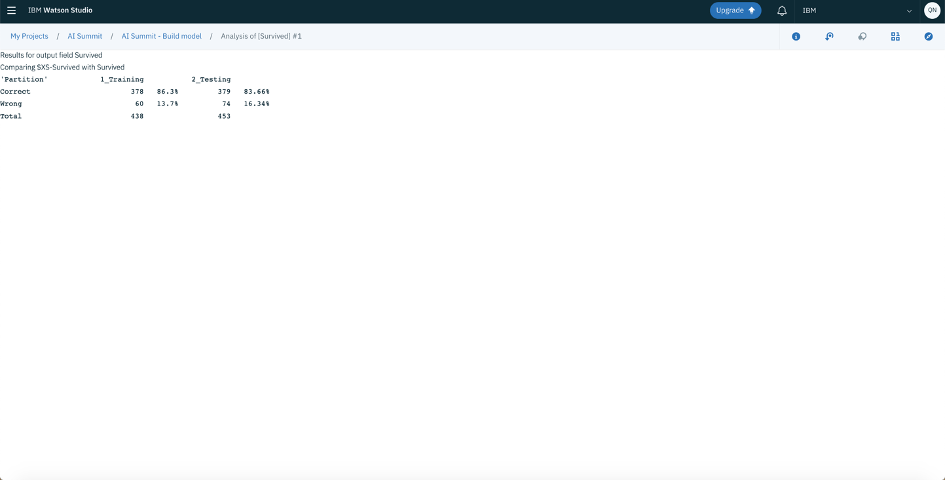 IBM Watson Studio
Upgrade
IBM
QN
My Projects / AI Summit / AI Summit - Build model / Analysis of [Survived] #1
Results for output field Survived
Comparing $XS-Survived with Survived
'Partition' 1_Training 2_Testing
Correct 378 86.3% 379 83.66%
Wrong 60 13.7% 74 16.34%
Total 438 453